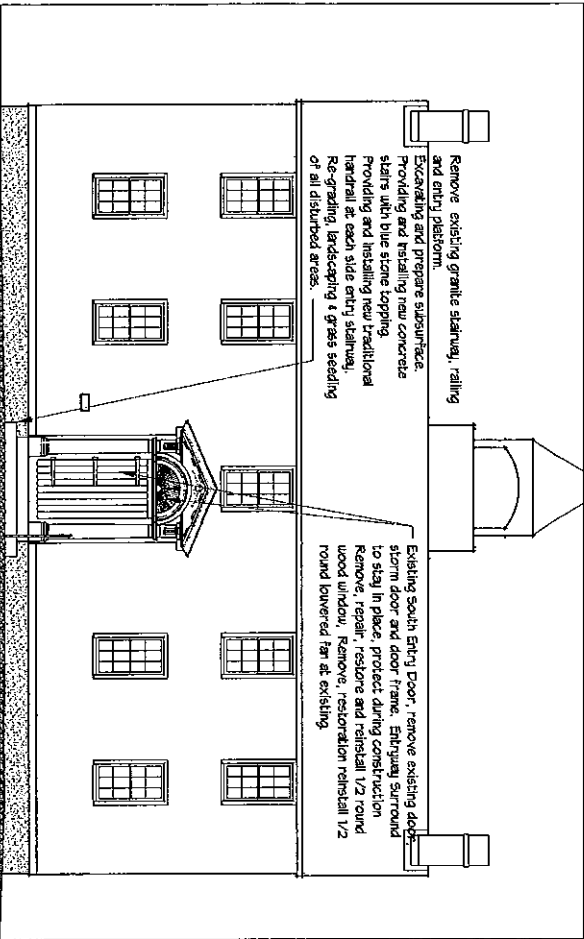 Remove existing granite stairway, railing
and entry platform.
Excavating and prepare subsurface.
Providing and installing new concrete
stairs with blue stone topping.
Providing and installing new traditional
handrail at each side entry stairway.
Re-grading, landscaping & grass seeding
of all disturbed areas.
Existing South Entry Door, remove existing door,
storm door and door frame. Entryway Surround
to stay in place, protect during construction
Remove, repair, restore and reinstall 1/2 round
wood window, Remove, restoration reinstall 1/2
round louvered fan at existing.